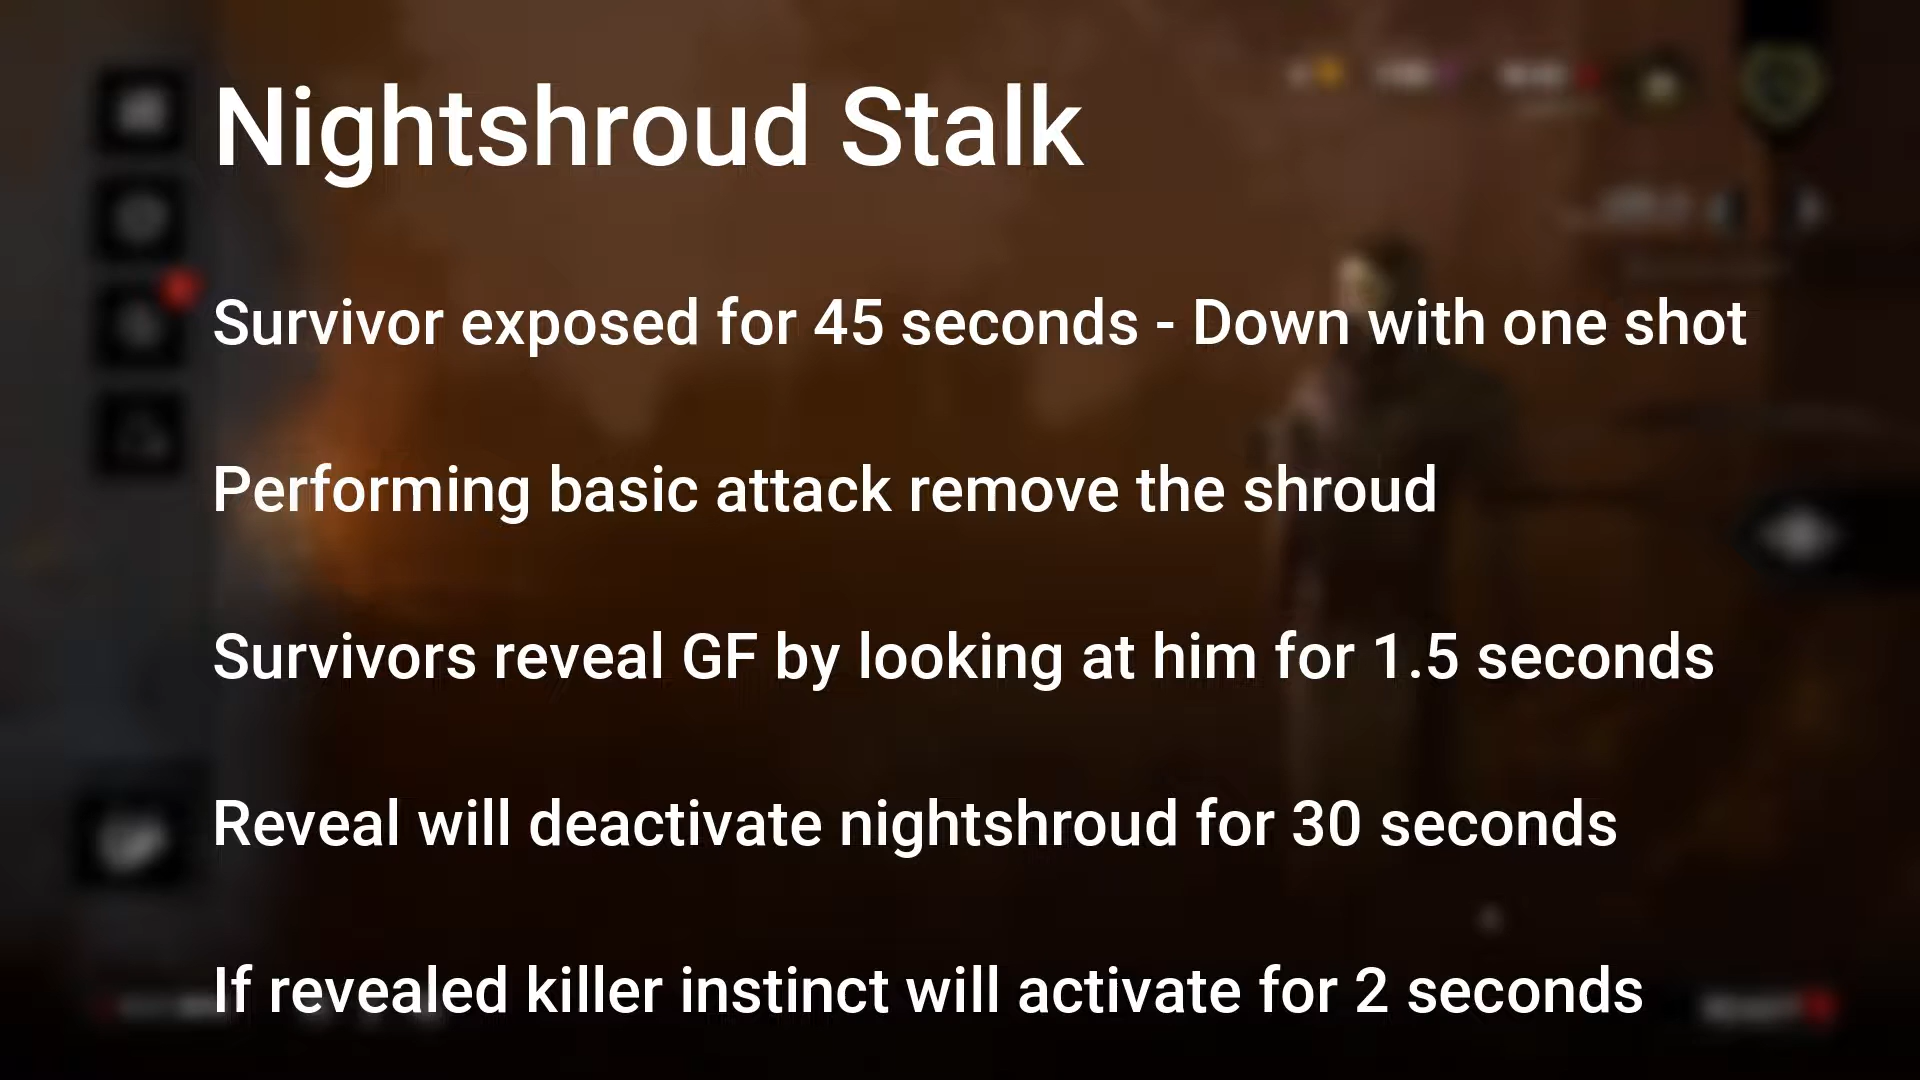 Nightshroud Stalk
Survivor exposed for 45 seconds - Down with one shot
Performing basic attack remove the shroud
Survivors reveal GF by looking at him for 1.5 seconds
Reveal will deactivate nightshroud for 30 seconds
If revealed killer instinct will activate for 2 seconds